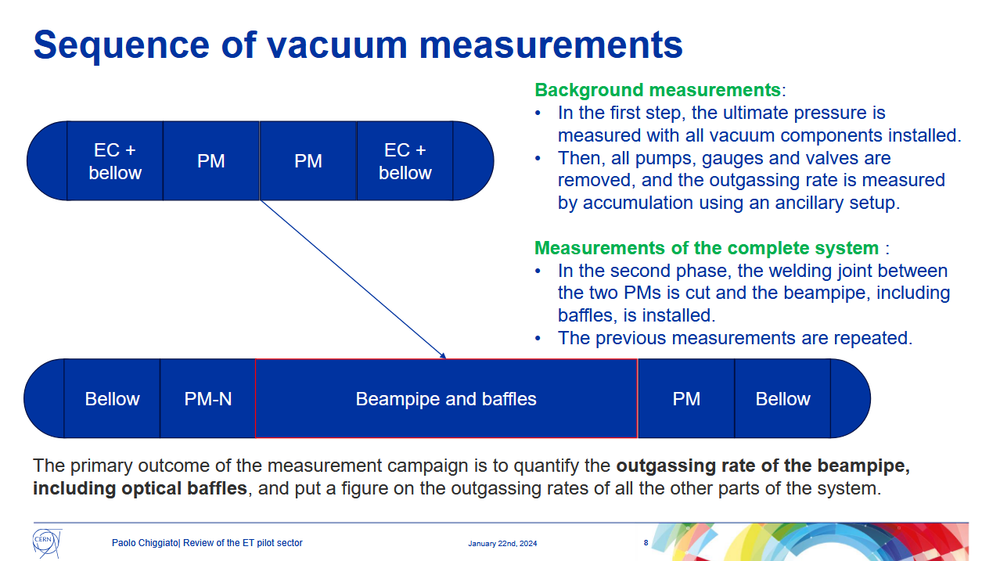 Sequence of vacuum measurements
Background measurements:
• In the first step, the ultimate pressure is
measured with all vacuum components installed.
• Then, all pumps, gauges and valves are
removed, and the outgassing rate is measured
by accumulation using an ancillary setup.
EC +
bellow
PM
PM
EC +
bellow
Measurements of the complete system :
• In the second phase, the welding joint between
the two PMs is cut and the beampipe, including
baffles, is installed.
• The previous measurements are repeated.
Bellow
PM-N
Beampipe and baffles
PM
Bellow
The primary outcome of the measurement campaign is to quantify the outgassing rate of the beampipe,
including optical baffles, and put a figure on the outgassing rates of all the other parts of the system.
CERN
Paolo Chiggiato| Review of the ET pilot sector
January 22nd, 2024
8